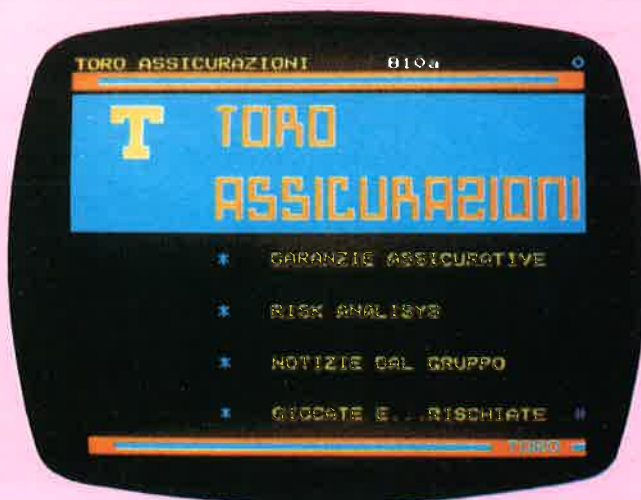 TORO ASSICURAZIONI 810a
T TORO
ASSICURAZIONI
* GARANZIE ASSICURATIVE
* RISK ANALISYS
* NOTIZIE DAL GRUPPO
* GIOCATE E...RISCHIATE #
TORO